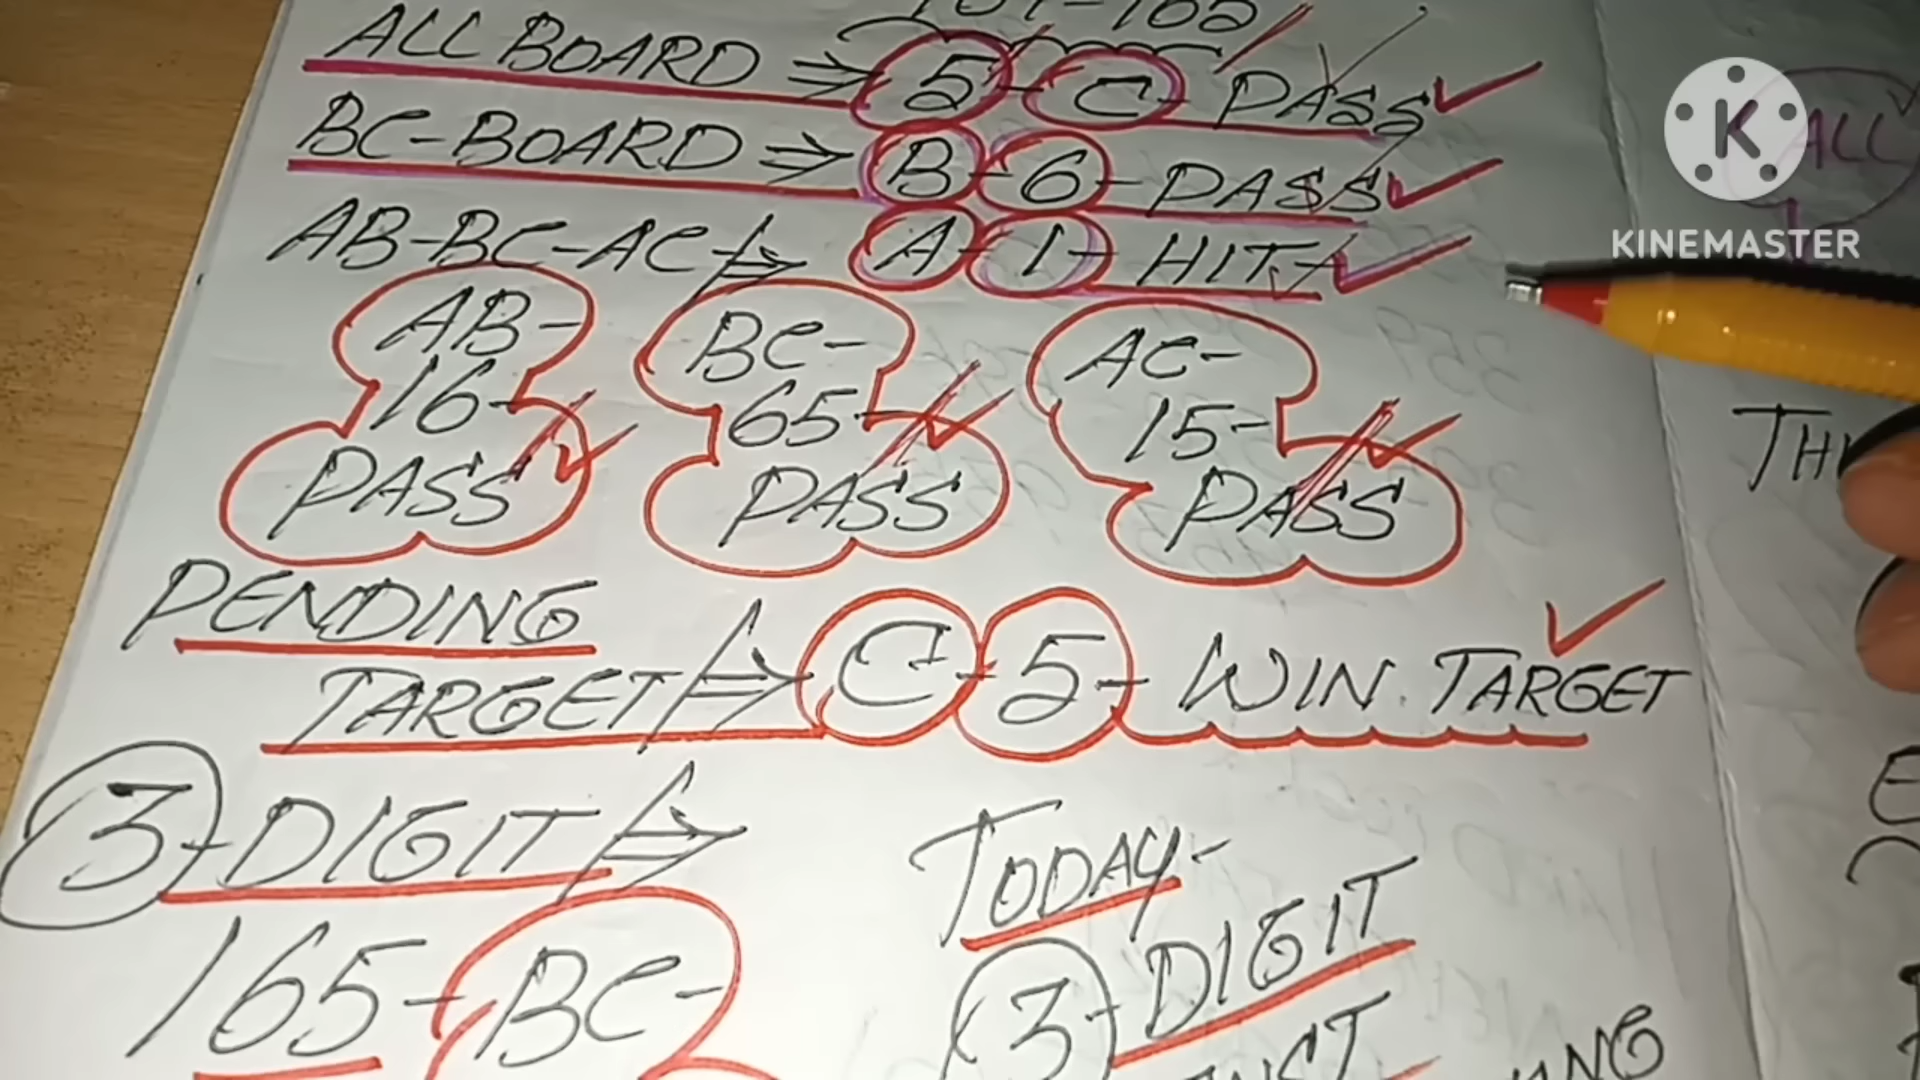 ALL BOARD ⇒ 5 - C - PASS ✓
BC-BOARD ⇒ B-6-PASS ✓
AB-BC-AC-⇒ A-1-HIT- ✓
AB-
16-
PASS
BC-
65-
PASS
AC-
15-
PASS
PENDING
TARGET ⇒ C-5- WIN TARGET
3-DIGIT ⇒
165-BC-
TODAY-
3-DIGIT
K
KINEMASTER
ALL